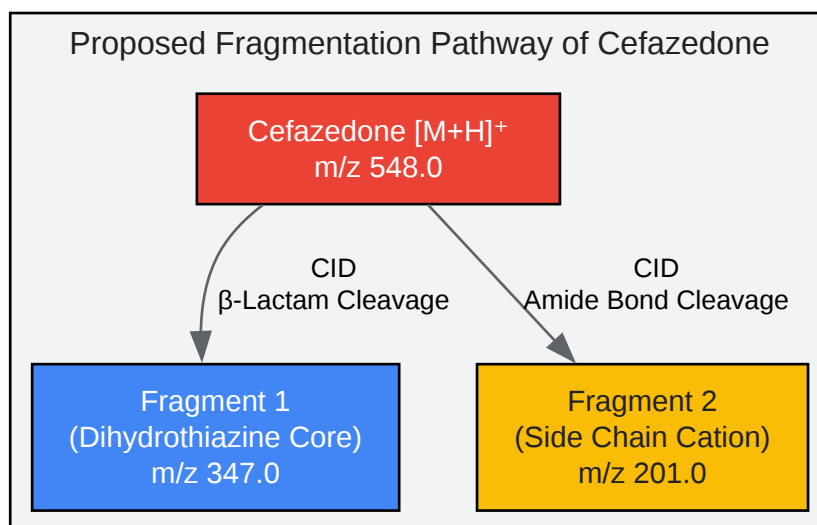 Proposed Fragmentation Pathway of Cefazedone
Cefazedone [M+H]⁺
m/z 548.0
CID
β-Lactam Cleavage
CID
Amide Bond Cleavage
Fragment 1
(Dihydrothiazine Core)
m/z 347.0
Fragment 2
(Side Chain Cation)
m/z 201.0